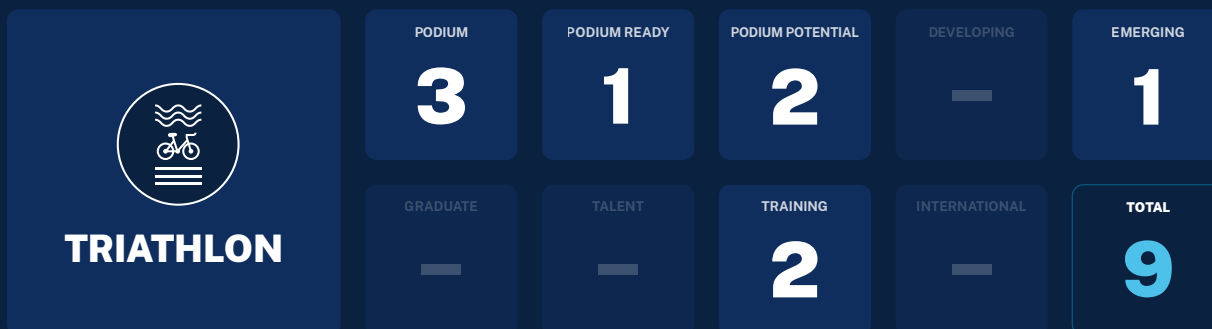 TRIATHLON
PODIUM
3
PODIUM READY
1
PODIUM POTENTIAL
2
DEVELOPING
—
EMERGING
1
GRADUATE
—
TALENT
—
TRAINING
2
INTERNATIONAL
—
TOTAL
9